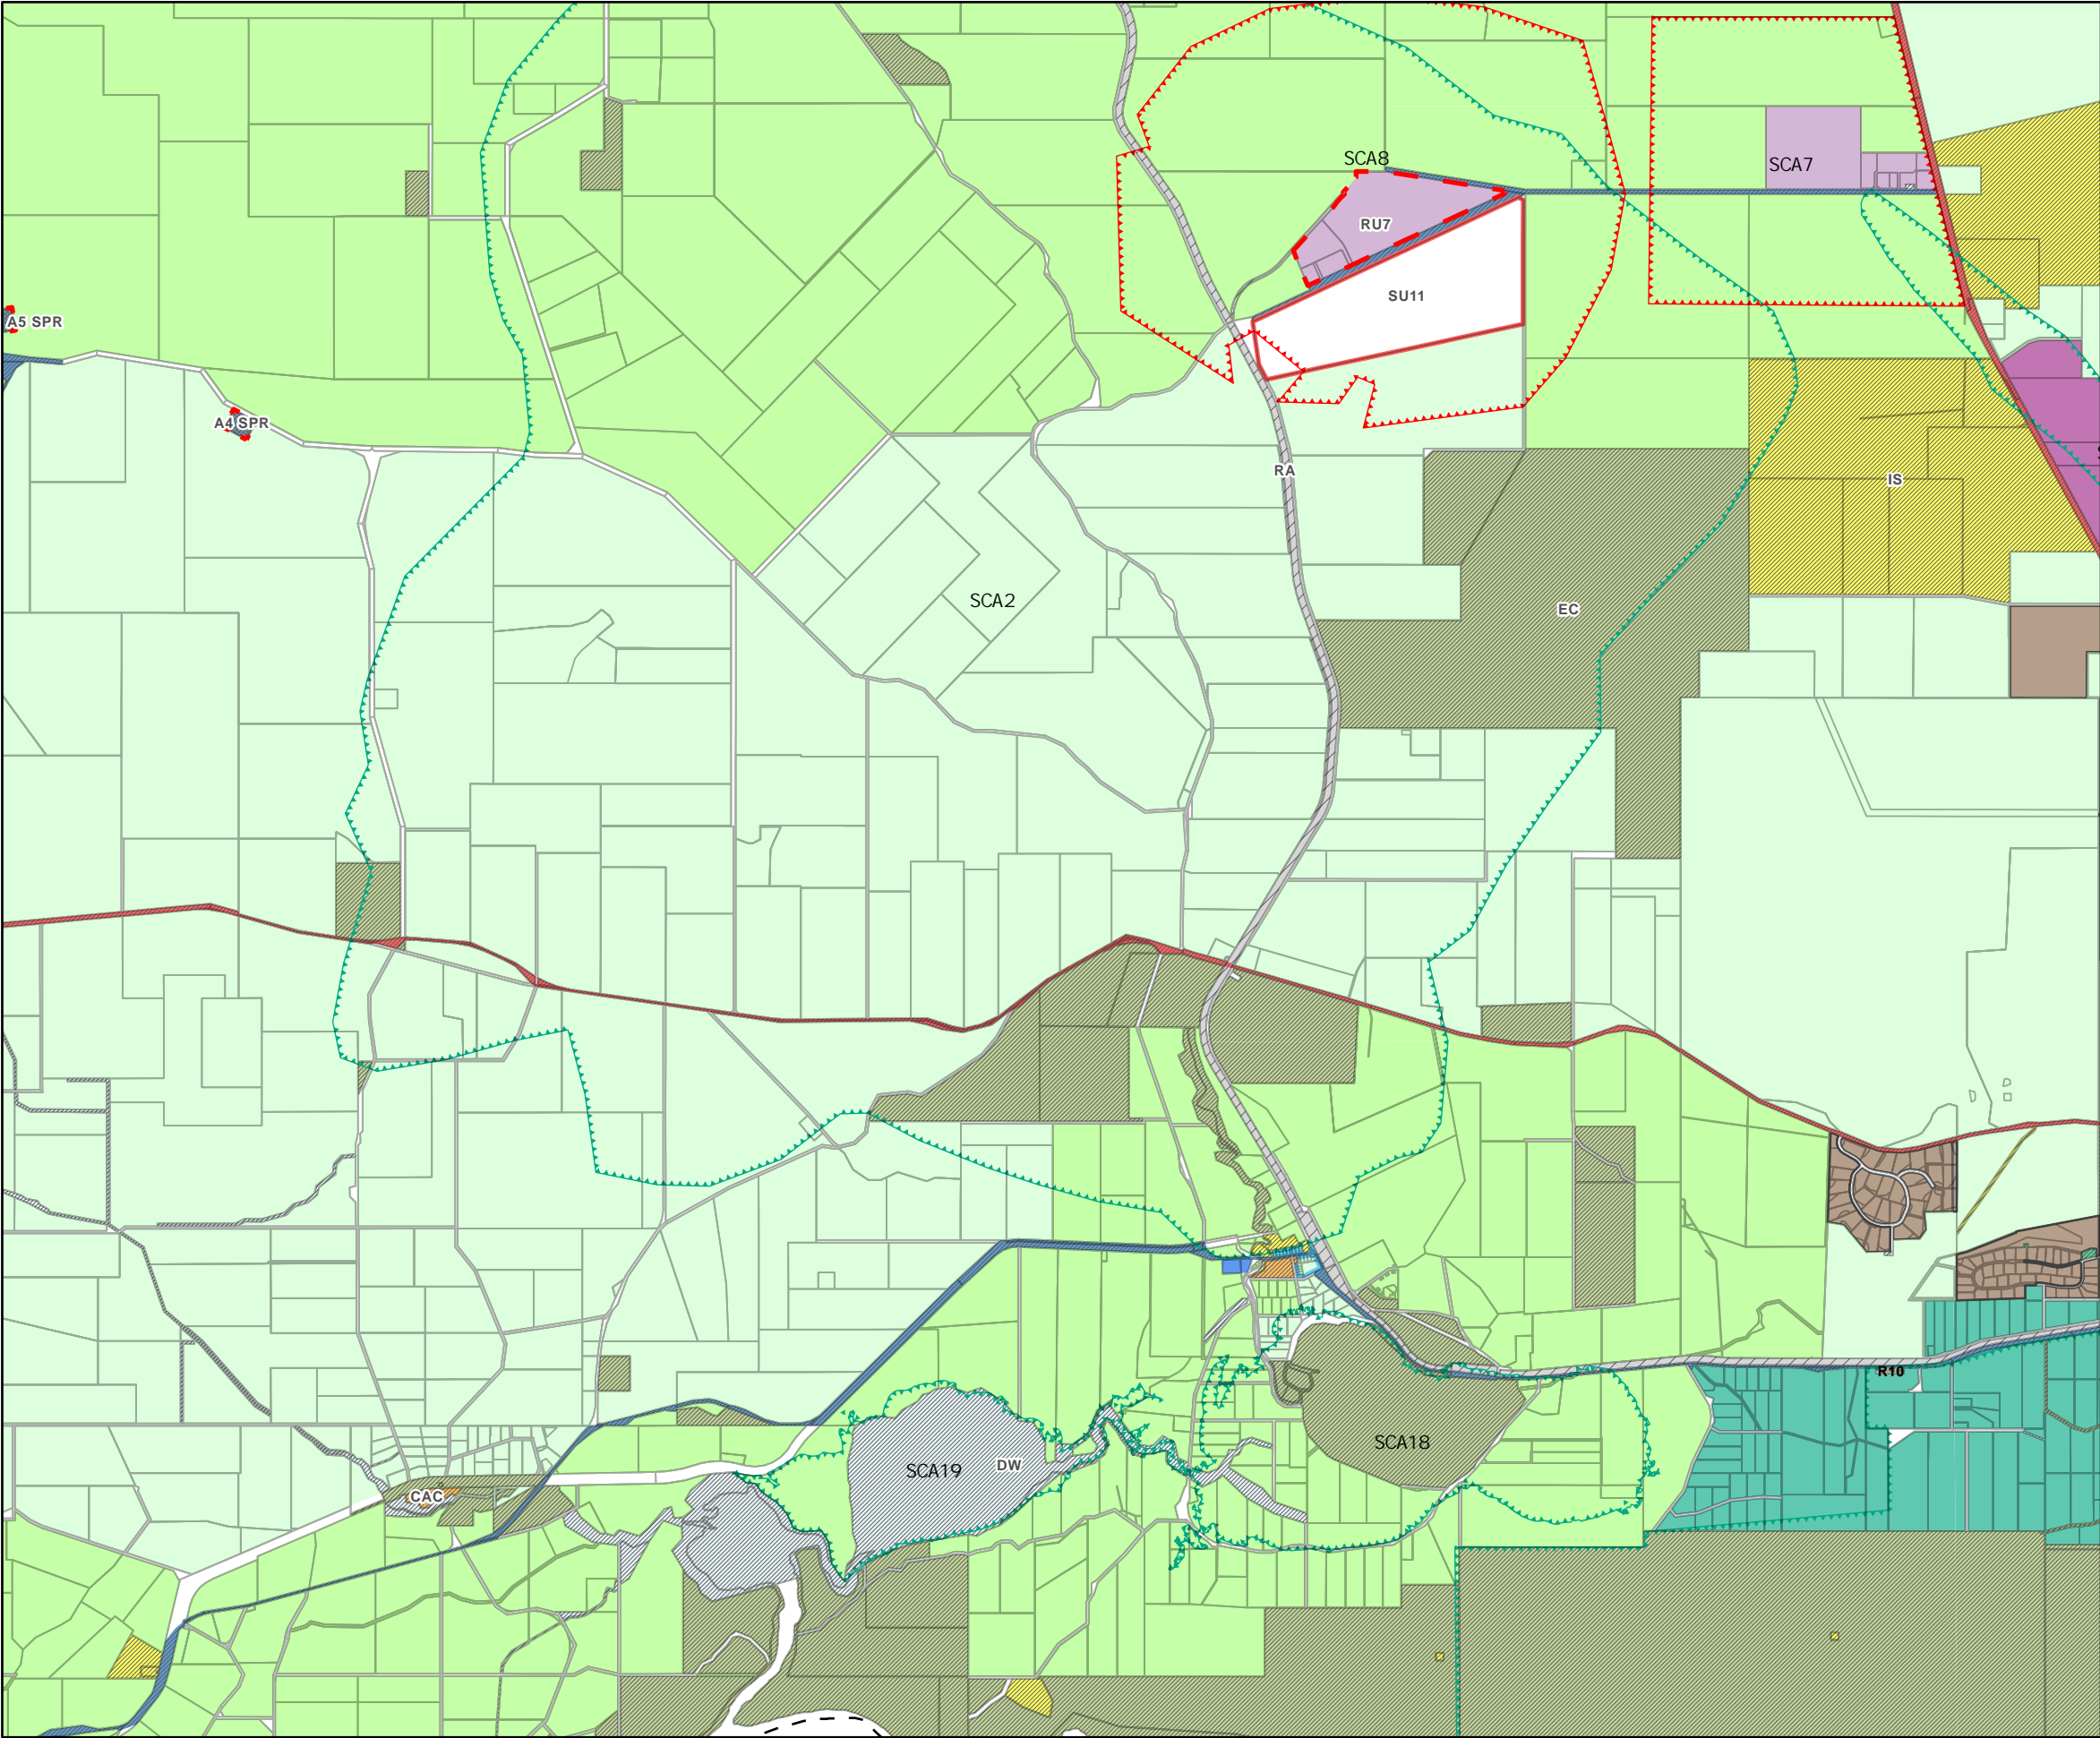 SCA8
SCA7
RU7
SU11
A5 SPR
A4 SPR
RA
IS
SCA2
EC
R10
SCA18
SCA19
DW
CAC